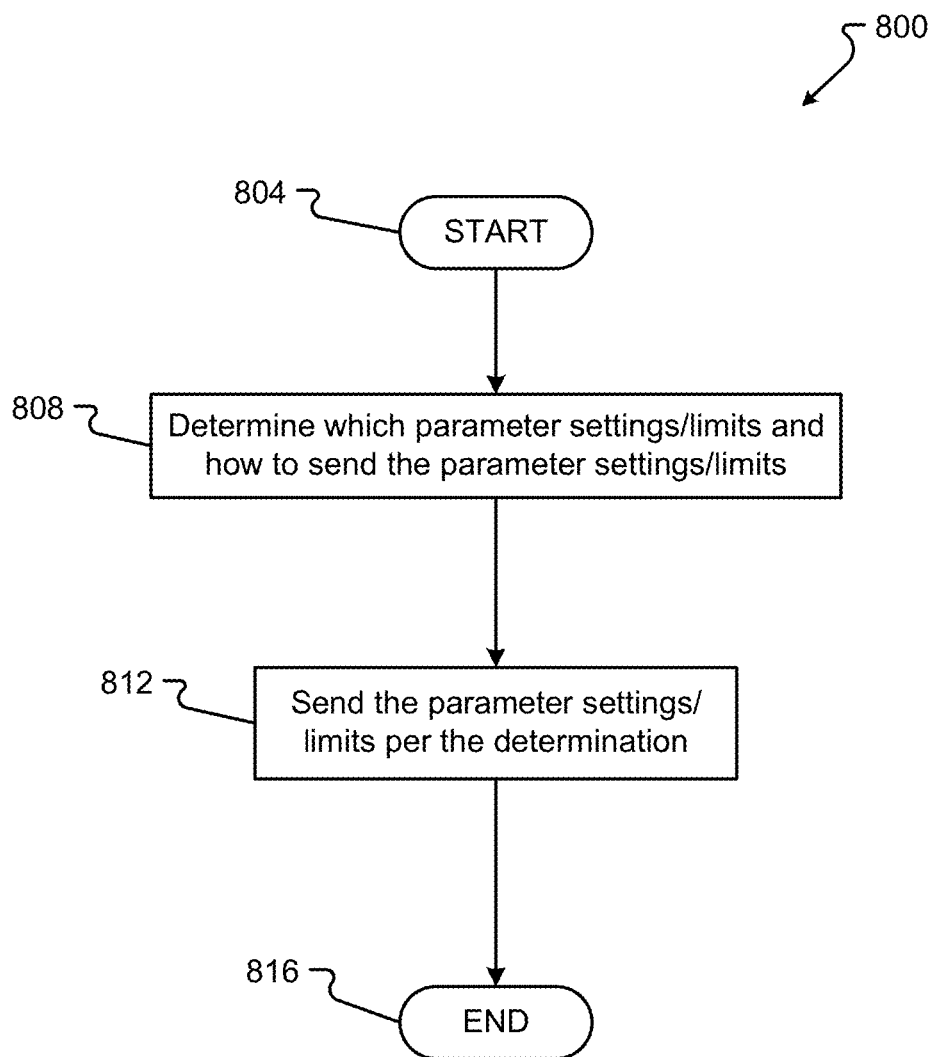 800
804
START
808
Determine which parameter settings/limits and
how to send the parameter settings/limits
812
Send the parameter settings/
limits per the determination
816
END